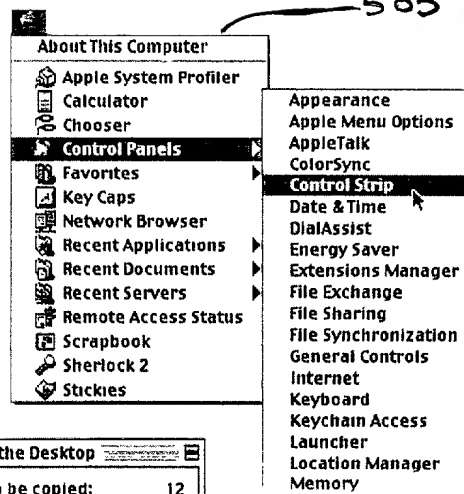 505
About This Computer
Apple System Profiler
Calculator
Chooser
Control Panels
Favorites
Key Caps
Network Browser
Recent Applications
Recent Documents
Recent Servers
Remote Access Status
Scrapbook
Sherlock 2
Stickies
Appearance
Apple Menu Options
AppleTalk
ColorSync
Control Strip
Date & Time
DialAssist
Energy Saver
Extensions Manager
File Exchange
File Sharing
File Synchronization
General Controls
Internet
Keyboard
Keychain Access
Launcher
Location Manager
Memory
the Desktop
be copied: 12